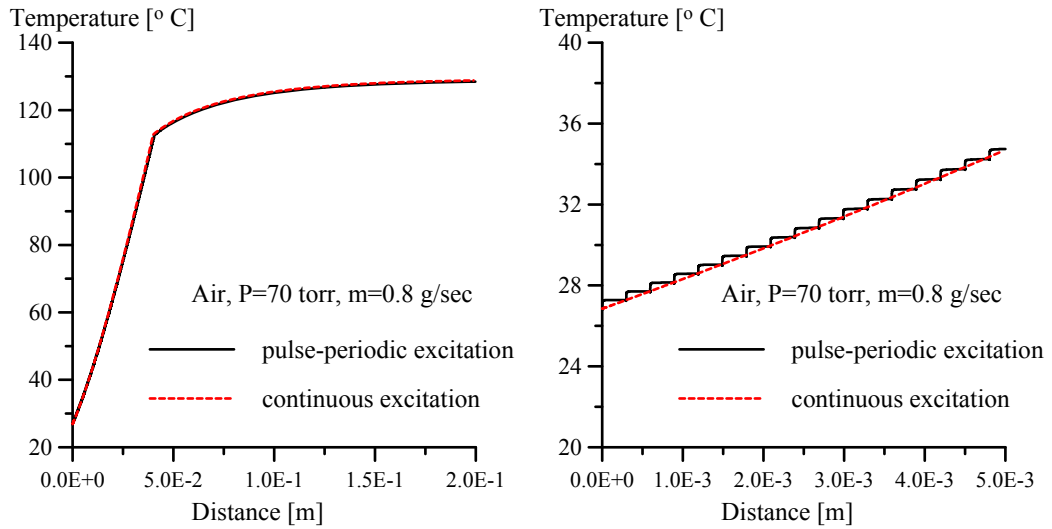 Temperature [º C]
140
120
100
80
60
40
20
Air, P=70 torr, m=0.8 g/sec
pulse-periodic excitation
continuous excitation
0.0E+0 5.0E-2 1.0E-1 1.5E-1 2.0E-1
Distance [m]
Temperature [º C]
40
36
32
28
24
20
Air, P=70 torr, m=0.8 g/sec
pulse-periodic excitation
continuous excitation
0.0E+0 1.0E-3 2.0E-3 3.0E-3 4.0E-3 5.0E-3
Distance [m]